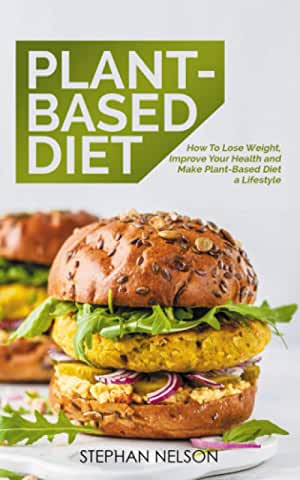 PLANT-
BASED
DIET
How To Lose Weight,
Improve Your Health and
Make Plant-Based Diet
a Lifestyle
STEPHAN NELSON